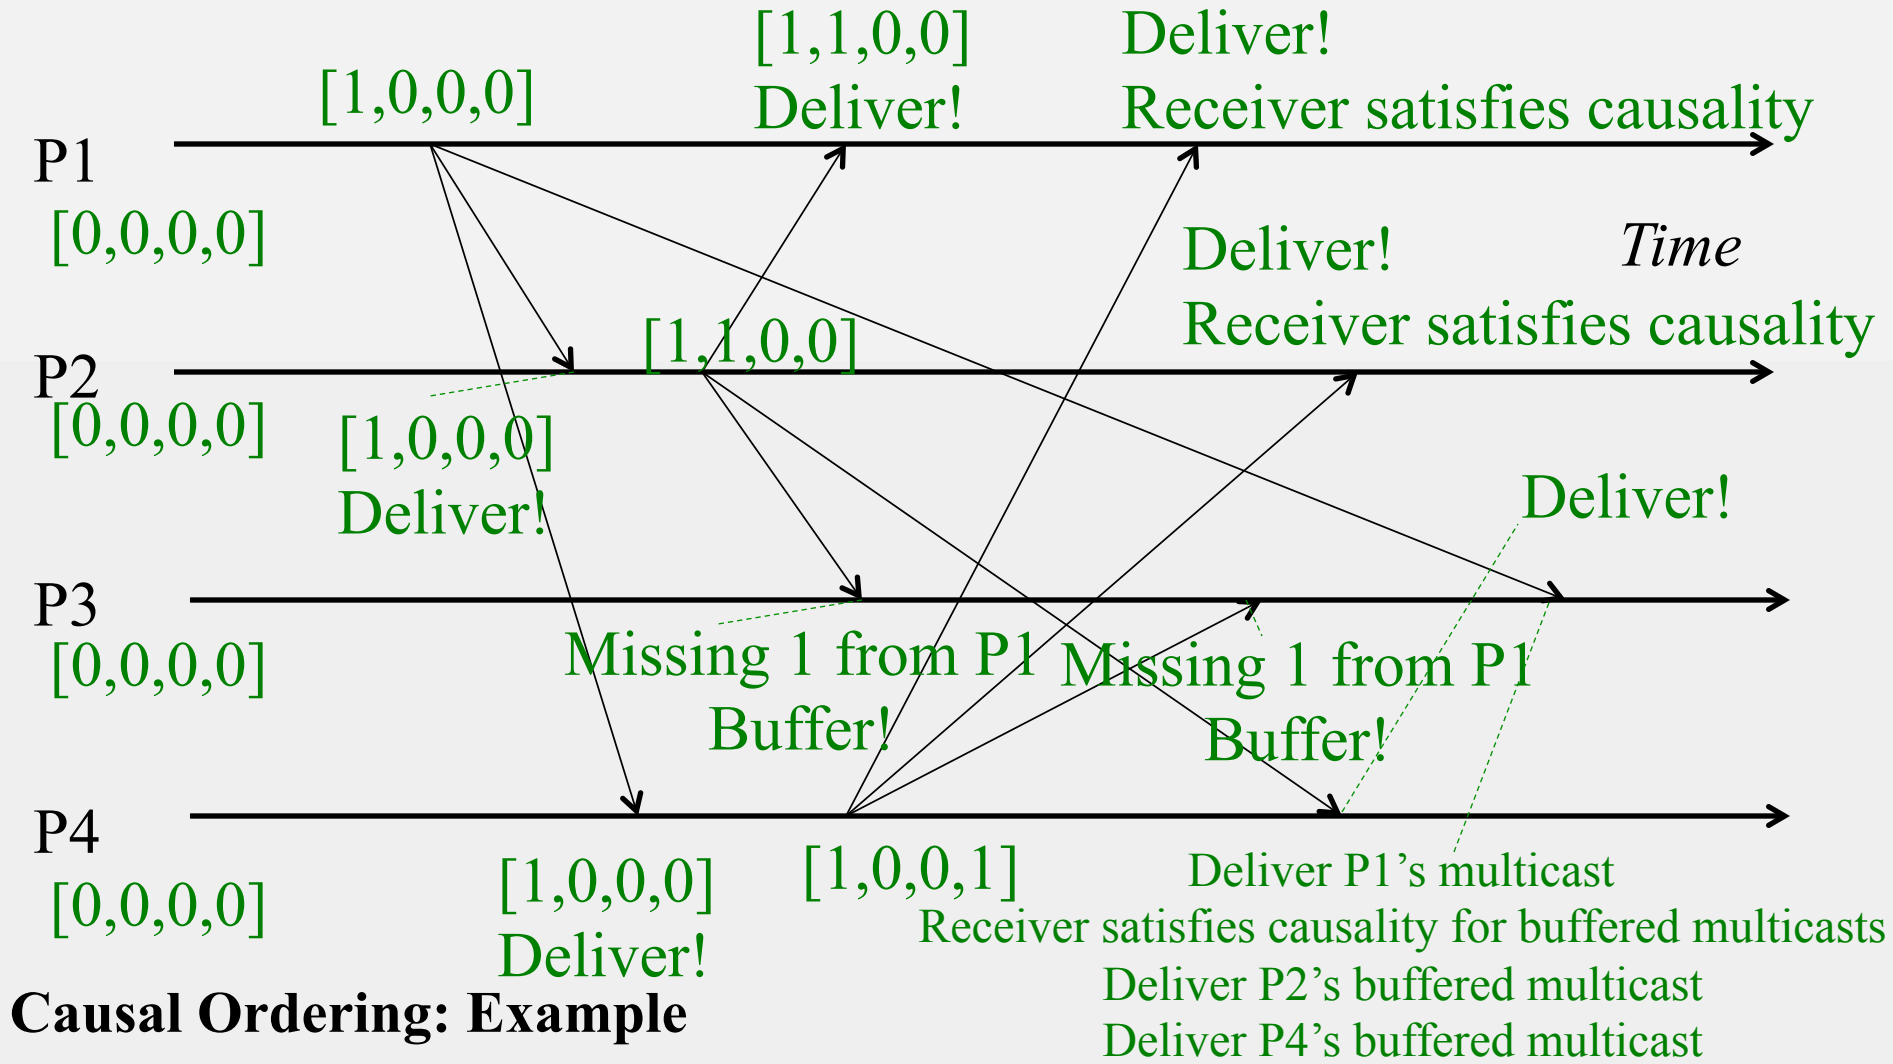 [1,1,0,0]
Deliver!
Deliver!
Receiver satisfies causality
[1,0,0,0]
P1
[0,0,0,0]
Time
Deliver!
Receiver satisfies causality
[1,1,0,0]
P2
[0,0,0,0]
[1,0,0,0]
Deliver!
Deliver!
P3
[0,0,0,0]
Missing 1 from P1
Buffer!
Missing 1 from P1
Buffer!
P4
[0,0,0,0]
[1,0,0,0]
Deliver!
[1,0,0,1]
Deliver P1’s multicast
Receiver satisfies causality for buffered multicasts
Deliver P2’s buffered multicast
Deliver P4’s buffered multicast
Causal Ordering: Example